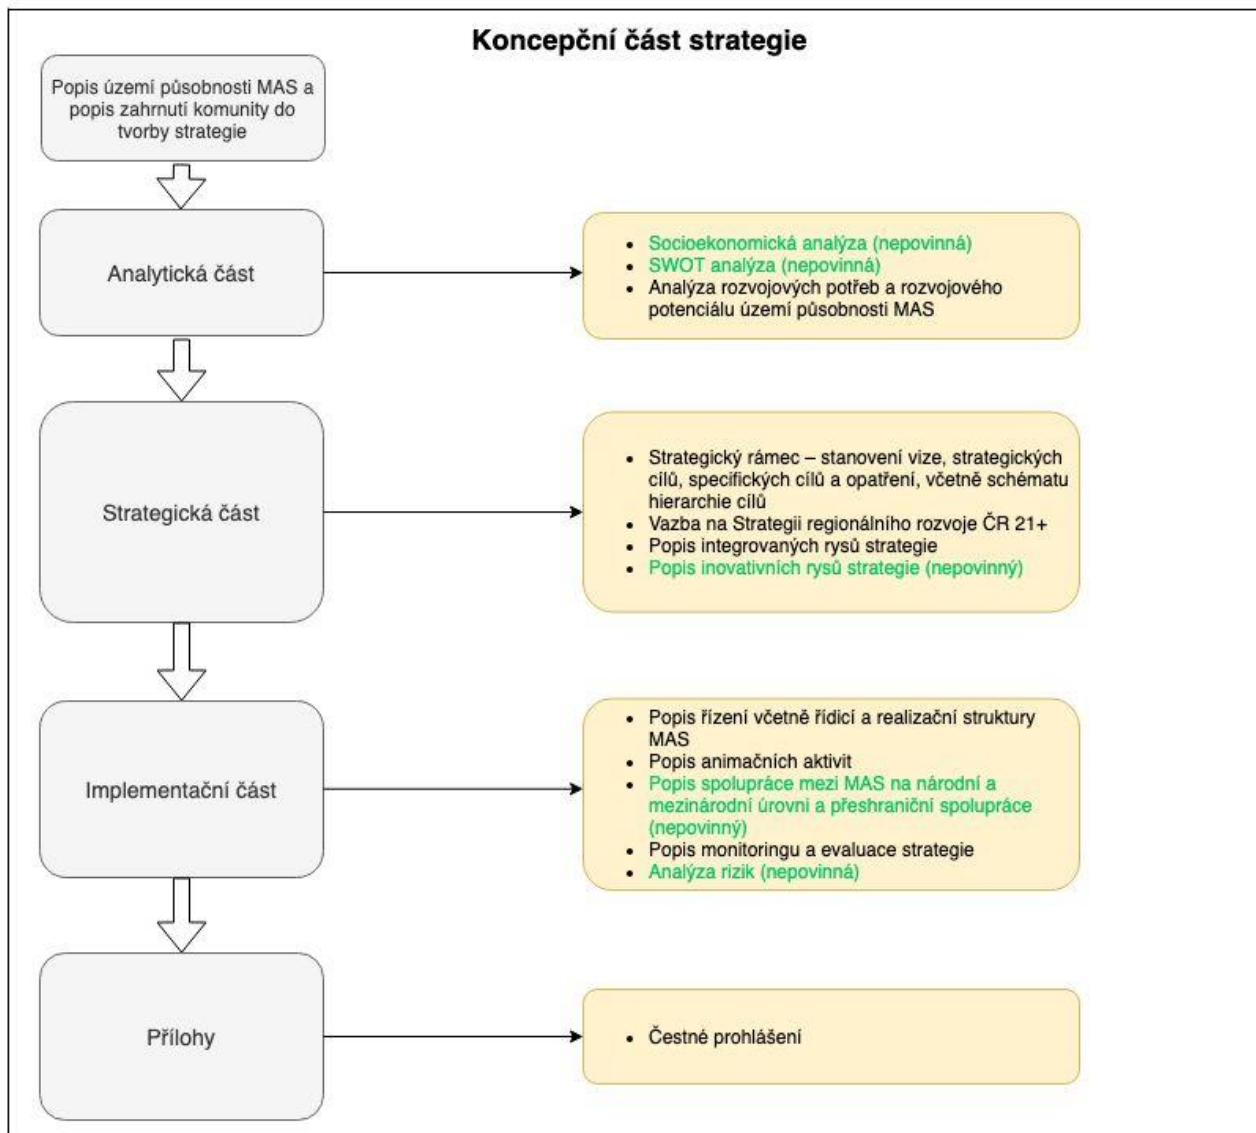 Koncepční část strategie
Popis území působnosti MAS a
popis zahrnutí komunity do
tvorby strategie
Analytická část
• Socioekonomická analýza (nepovinná)
• SWOT analýza (nepovinná)
• Analýza rozvojových potřeb a rozvojového
potenciálu území působnosti MAS
Strategická část
• Strategický rámec – stanovení vize, strategických
cílů, specifických cílů a opatření, včetně schématu
hierarchie cílů
• Vazba na Strategii regionálního rozvoje ČR 21+
• Popis integrovaných rysů strategie
• Popis inovativních rysů strategie (nepovinný)
Implementační část
• Popis řízení včetně řídicí a realizační struktury
MAS
• Popis animačních aktivit
• Popis spolupráce mezi MAS na národní a
mezinárodní úrovni a přeshraniční spolupráce
(nepovinný)
• Popis monitoringu a evaluace strategie
• Analýza rizik (nepovinná)
Přílohy
• Čestné prohlášení